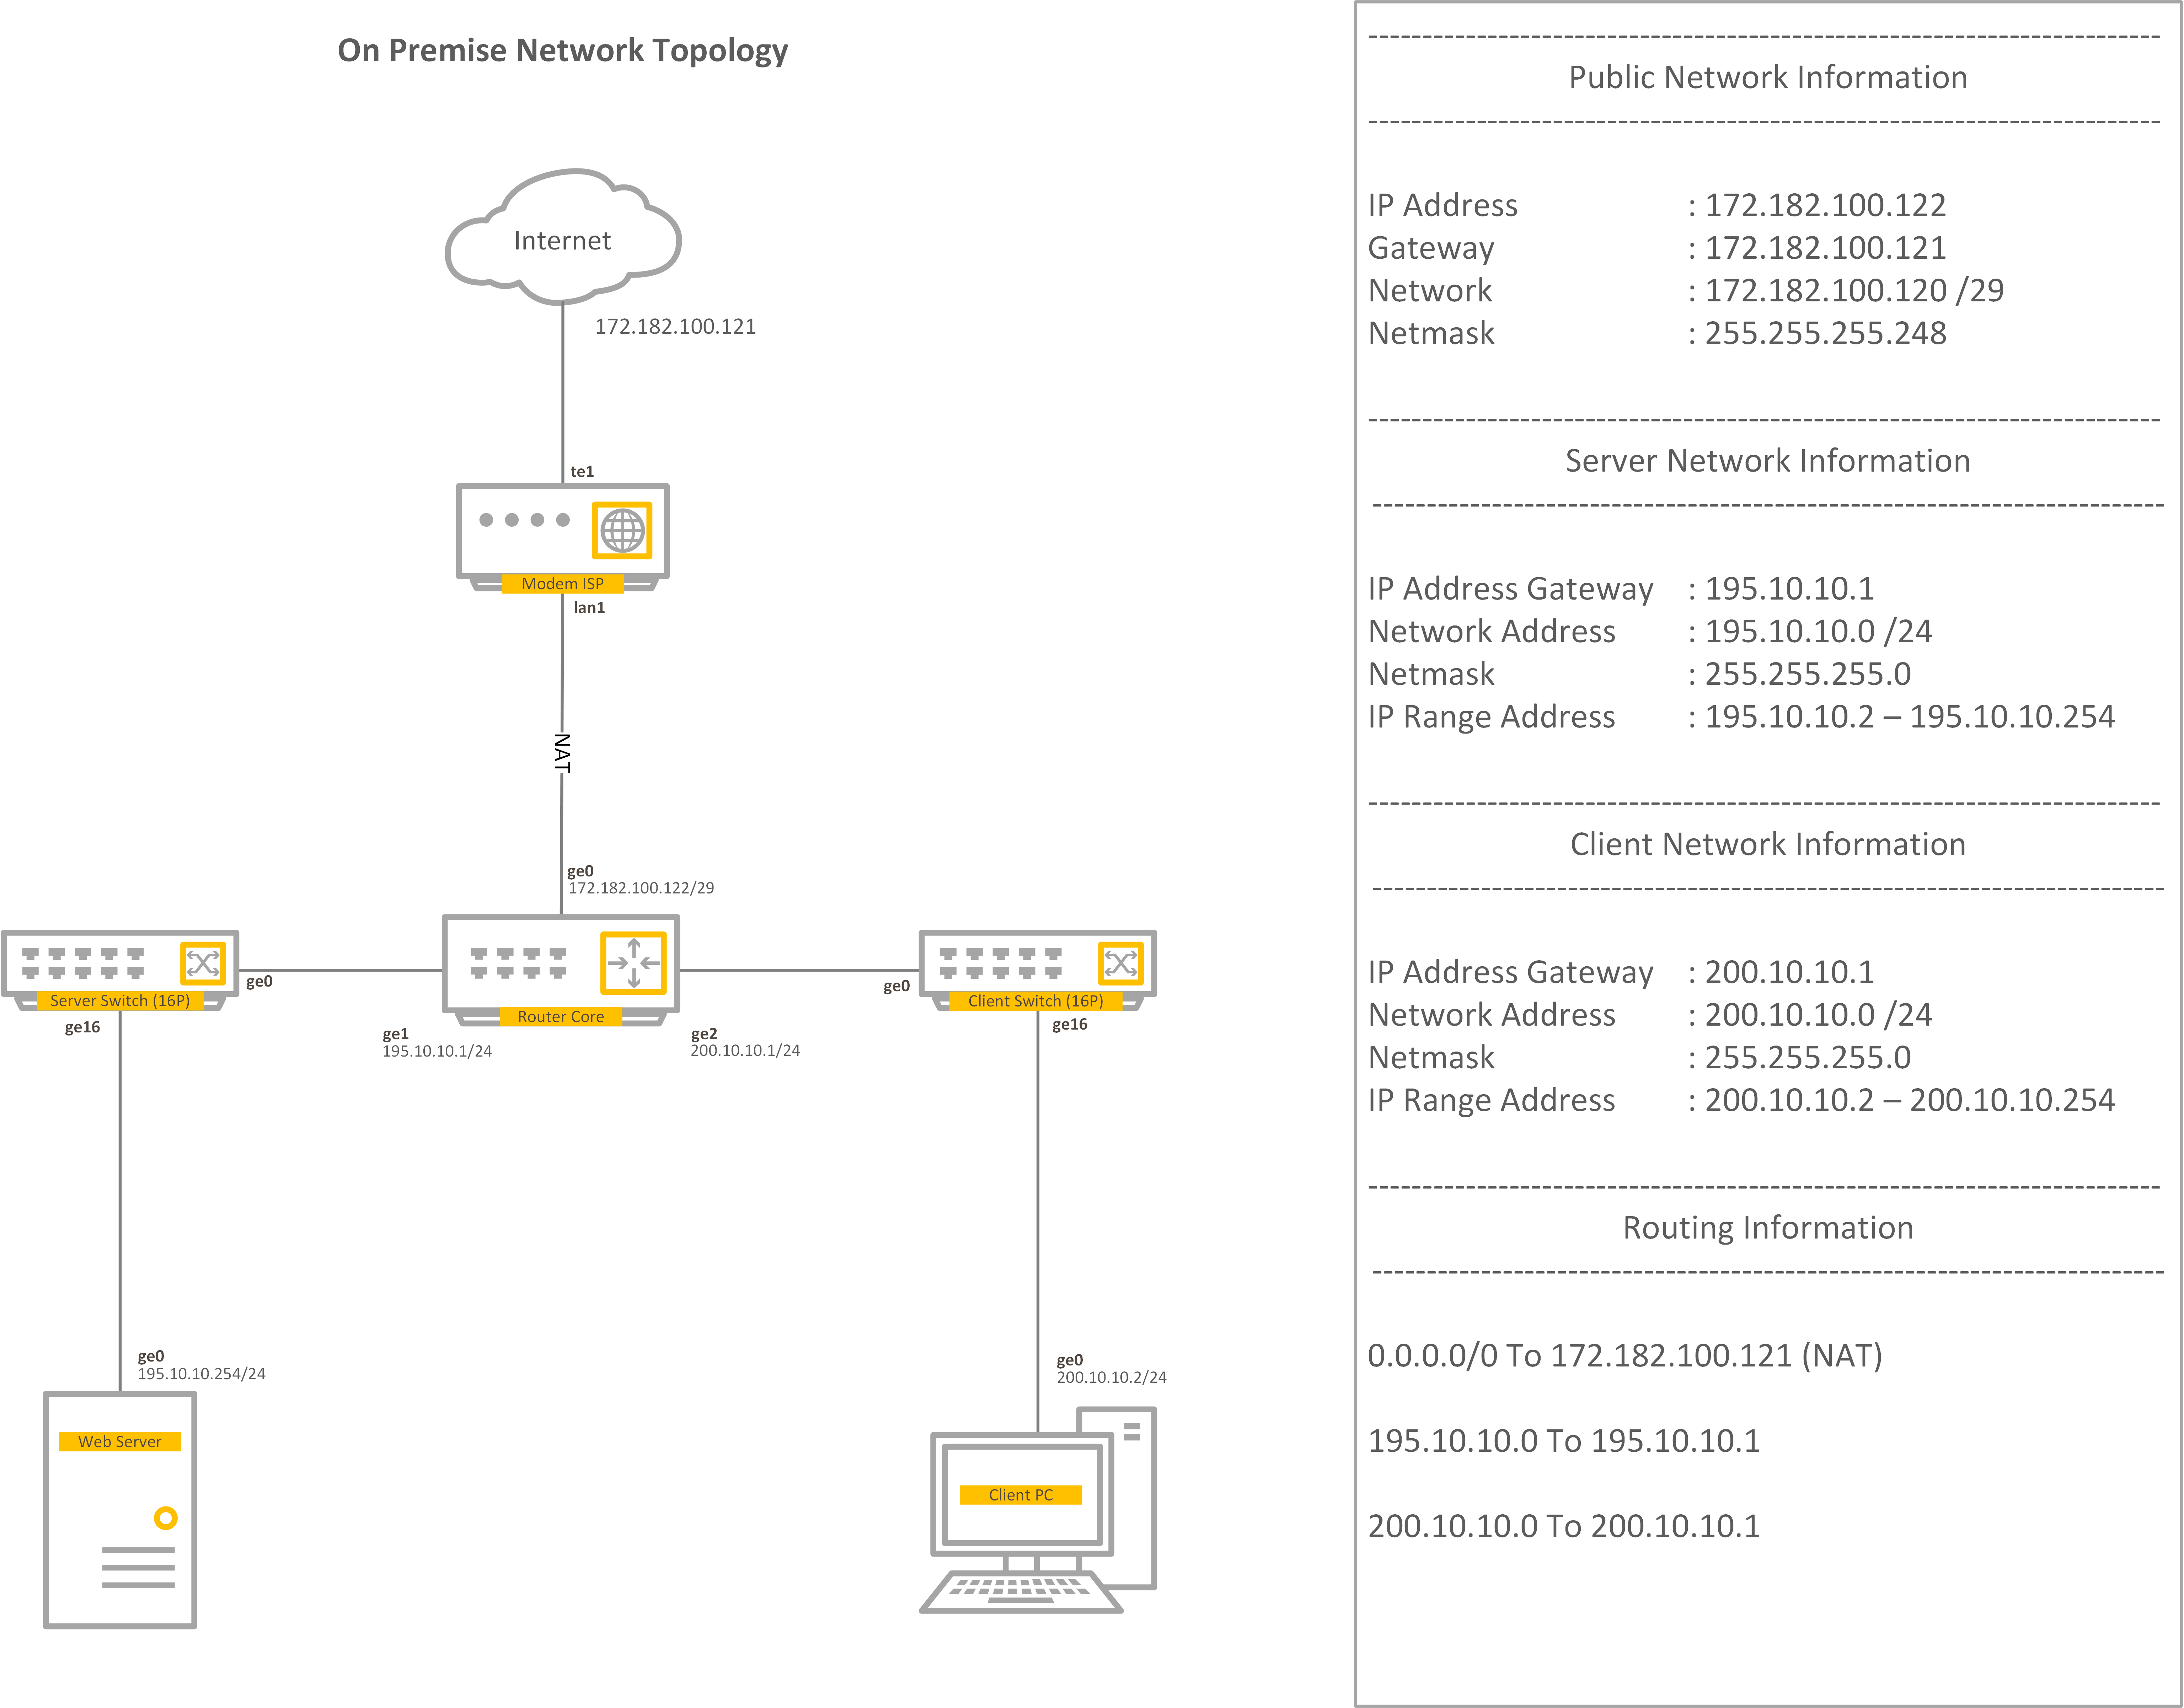 On Premise Network Topology
Internet
172.182.100.121
te1
Modem ISP
lan1
NAT
ge0
172.182.100.122/29
Server Switch (16P)
ge0
ge16
Router Core
ge1
195.10.10.1/24
ge2
200.10.10.1/24
ge0
Client Switch (16P)
ge16
ge0
195.10.10.254/24
Web Server
ge0
200.10.10.2/24
Client PC
--------------------------------------------------------------------
Public Network Information
--------------------------------------------------------------------
IP Address : 172.182.100.122
Gateway : 172.182.100.121
Network : 172.182.100.120 /29
Netmask : 255.255.255.248
--------------------------------------------------------------------
Server Network Information
--------------------------------------------------------------------
IP Address Gateway : 195.10.10.1
Network Address : 195.10.10.0 /24
Netmask : 255.255.255.0
IP Range Address : 195.10.10.2 – 195.10.10.254
--------------------------------------------------------------------
Client Network Information
--------------------------------------------------------------------
IP Address Gateway : 200.10.10.1
Network Address : 200.10.10.0 /24
Netmask : 255.255.255.0
IP Range Address : 200.10.10.2 – 200.10.10.254
--------------------------------------------------------------------
Routing Information
--------------------------------------------------------------------
0.0.0.0/0 To 172.182.100.121 (NAT)
195.10.10.0 To 195.10.10.1
200.10.10.0 To 200.10.10.1